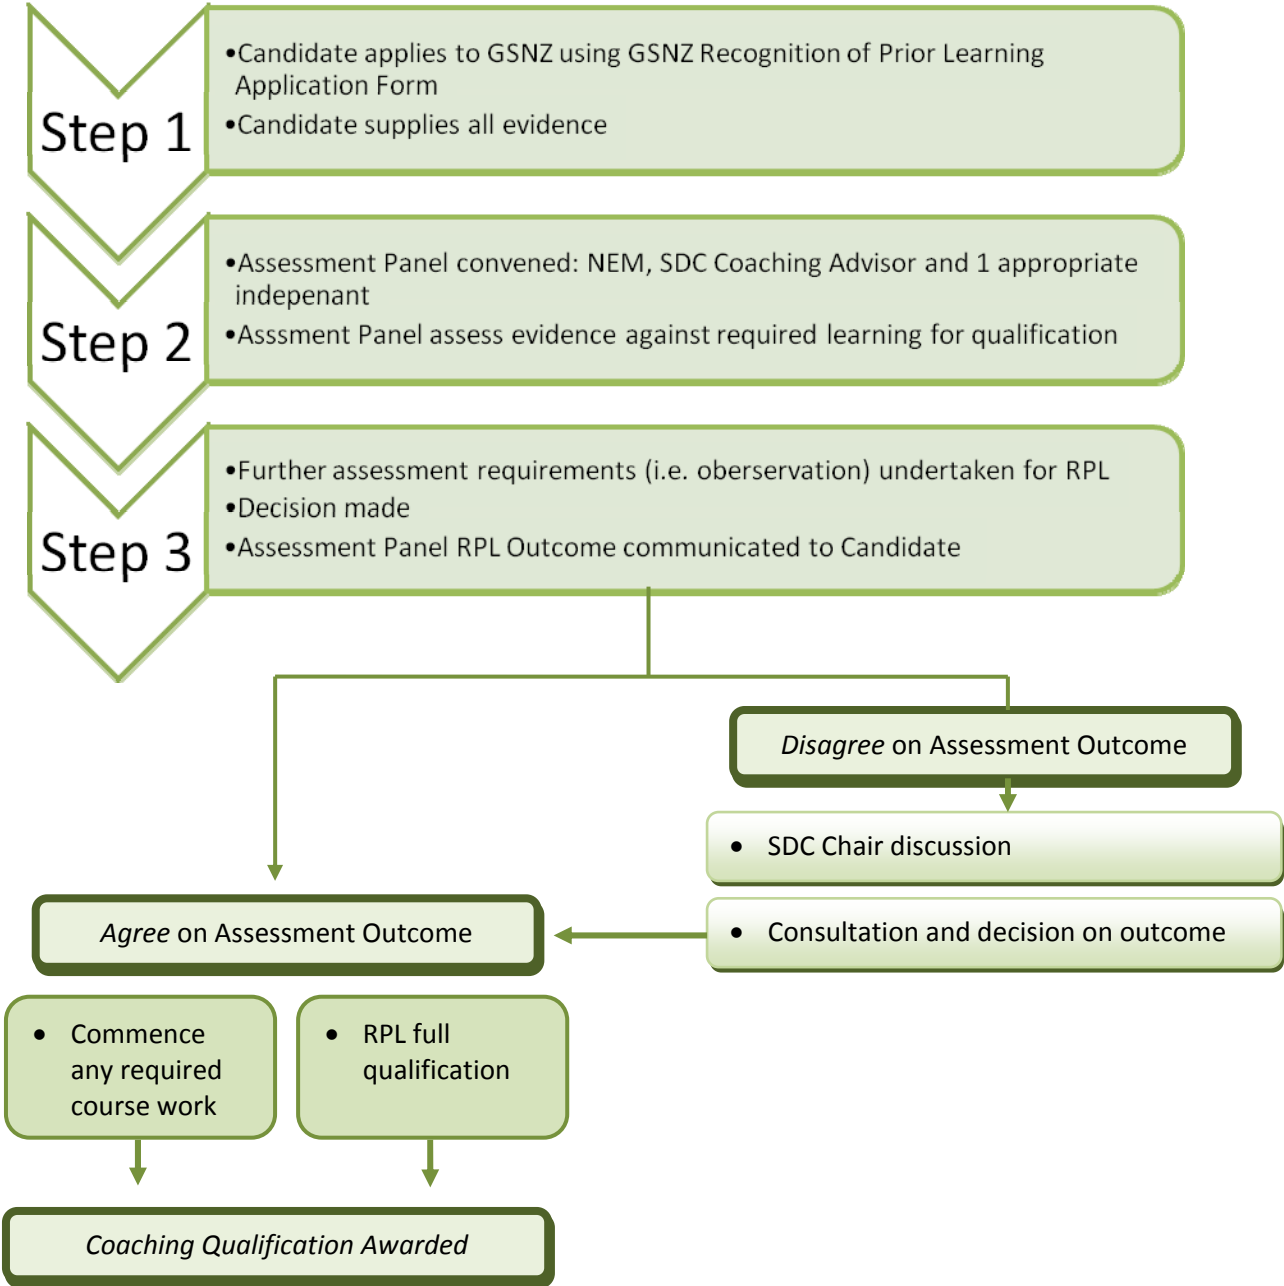 Step 1
•Candidate applies to GSNZ using GSNZ Recognition of Prior Learning
Application Form
•Candidate supplies all evidence
Step 2
•Assessment Panel convened: NEM, SDC Coaching Advisor and 1 appropriate
indepenant
•Asssment Panel assess evidence against required learning for qualification
Step 3
•Further assessment requirements (i.e. oberservation) undertaken for RPL
•Decision made
•Assessment Panel RPL Outcome communicated to Candidate
Disagree on Assessment Outcome
• SDC Chair discussion
• Consultation and decision on outcome
Agree on Assessment Outcome
• Commence
any required
course work
• RPL full
qualification
Coaching Qualification Awarded